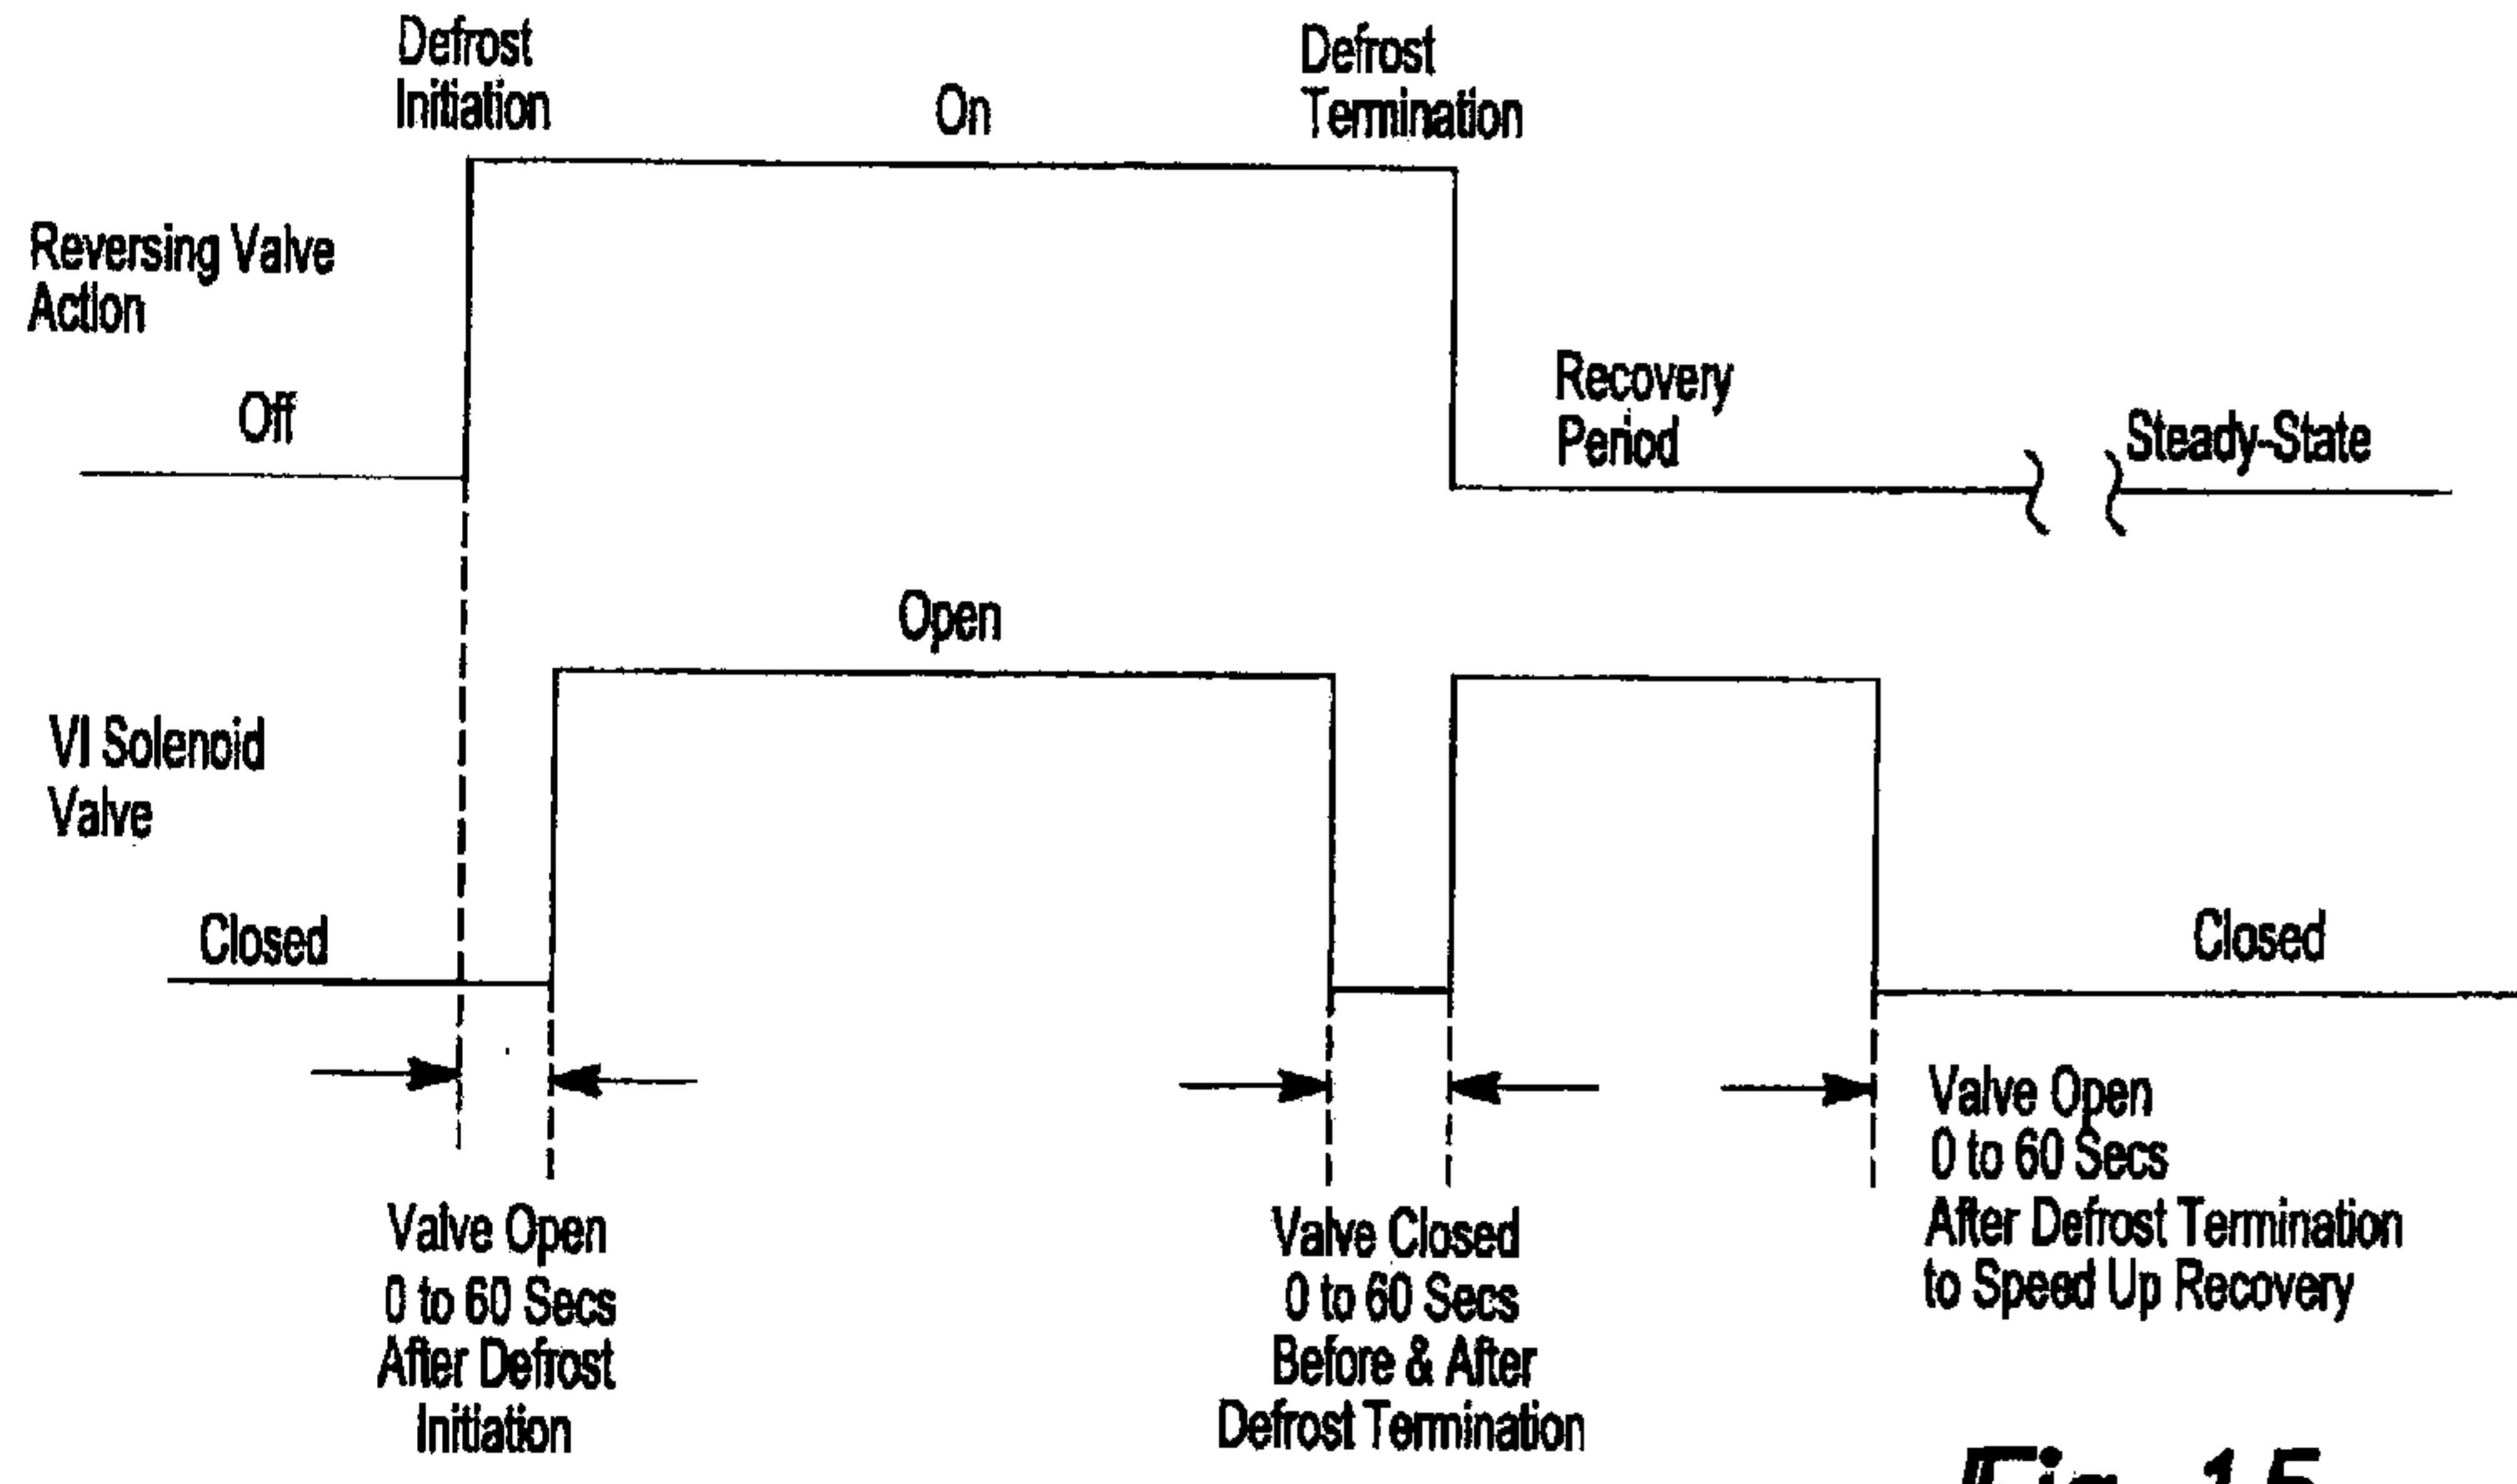 Defrost
Initiation
On
Defrost
Termination
Reversing Valve
Action
Off
Recovery
Period
Steady-State
Open
VI Solenoid
Valve
Closed
Closed
Valve Open
0 to 60 Secs
After Defrost
Initiation
Valve Closed
0 to 60 Secs
Before & After
Defrost Termination
Valve Open
0 to 60 Secs
After Defrost Termination
to Speed Up Recovery